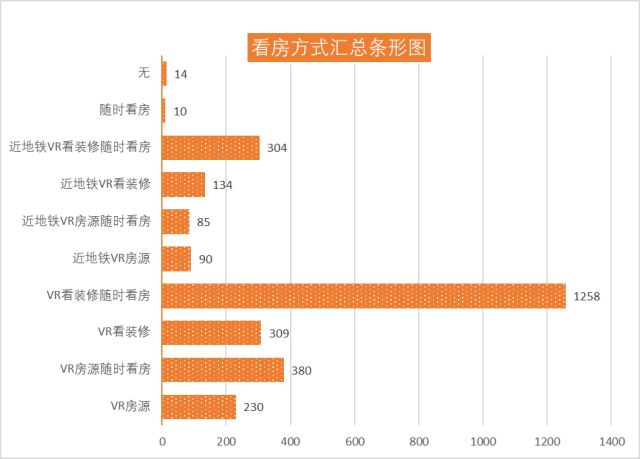 看房方式汇总条形图
无 14
随时看房 10
近地铁VR看装修随时看房 304
近地铁VR看装修 134
近地铁VR房源随时看房 85
近地铁VR房源 90
VR看装修随时看房 1258
VR看装修 309
VR房源随时看房 380
VR房源 230
0 200 400 600 800 1000 1200 1400